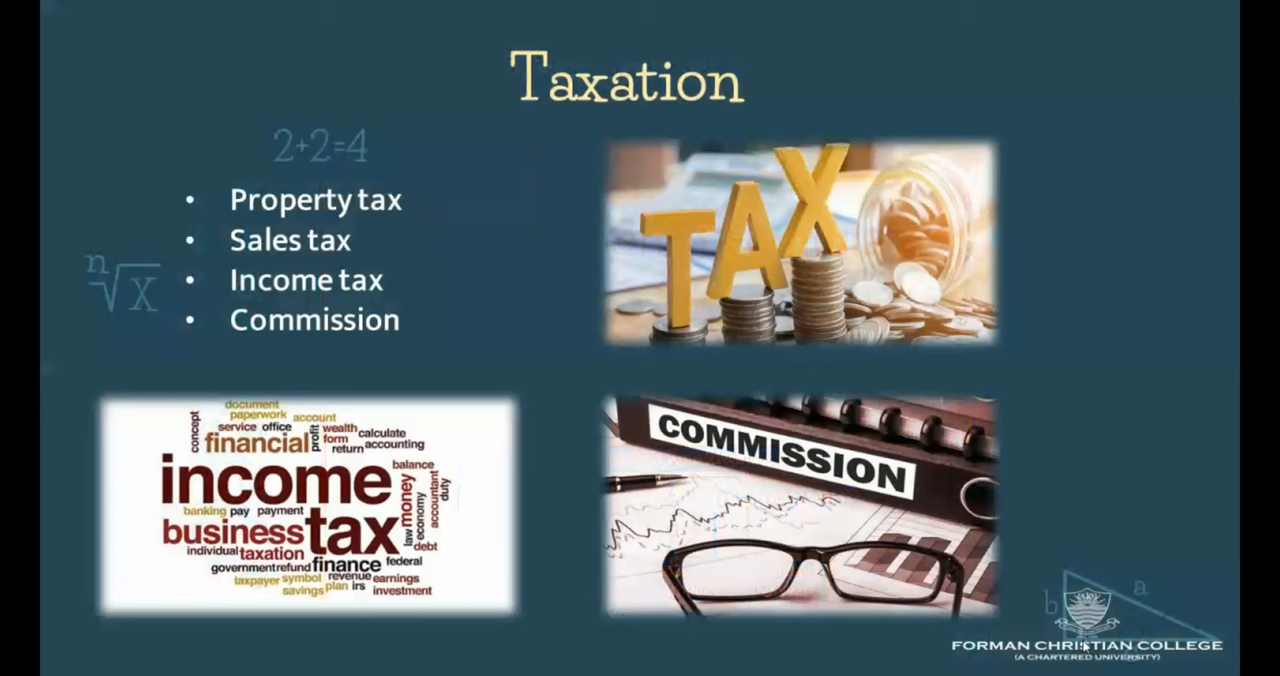 Taxation
2+2=4
• Property tax
• Sales tax
• Income tax
• Commission
n√X
TAX
document
paperwork account
concept service office profit wealth calculate
financial form
return accounting
income balance
banking pay payment money economy accountant duty
business tax law
individual taxation debt
government refund finance federal
taxpayer symbol revenue earnings
savings plan irs investment
COMMISSION
a
b
FORMAN CHRISTIAN COLLEGE
(A CHARTERED UNIVERSITY)